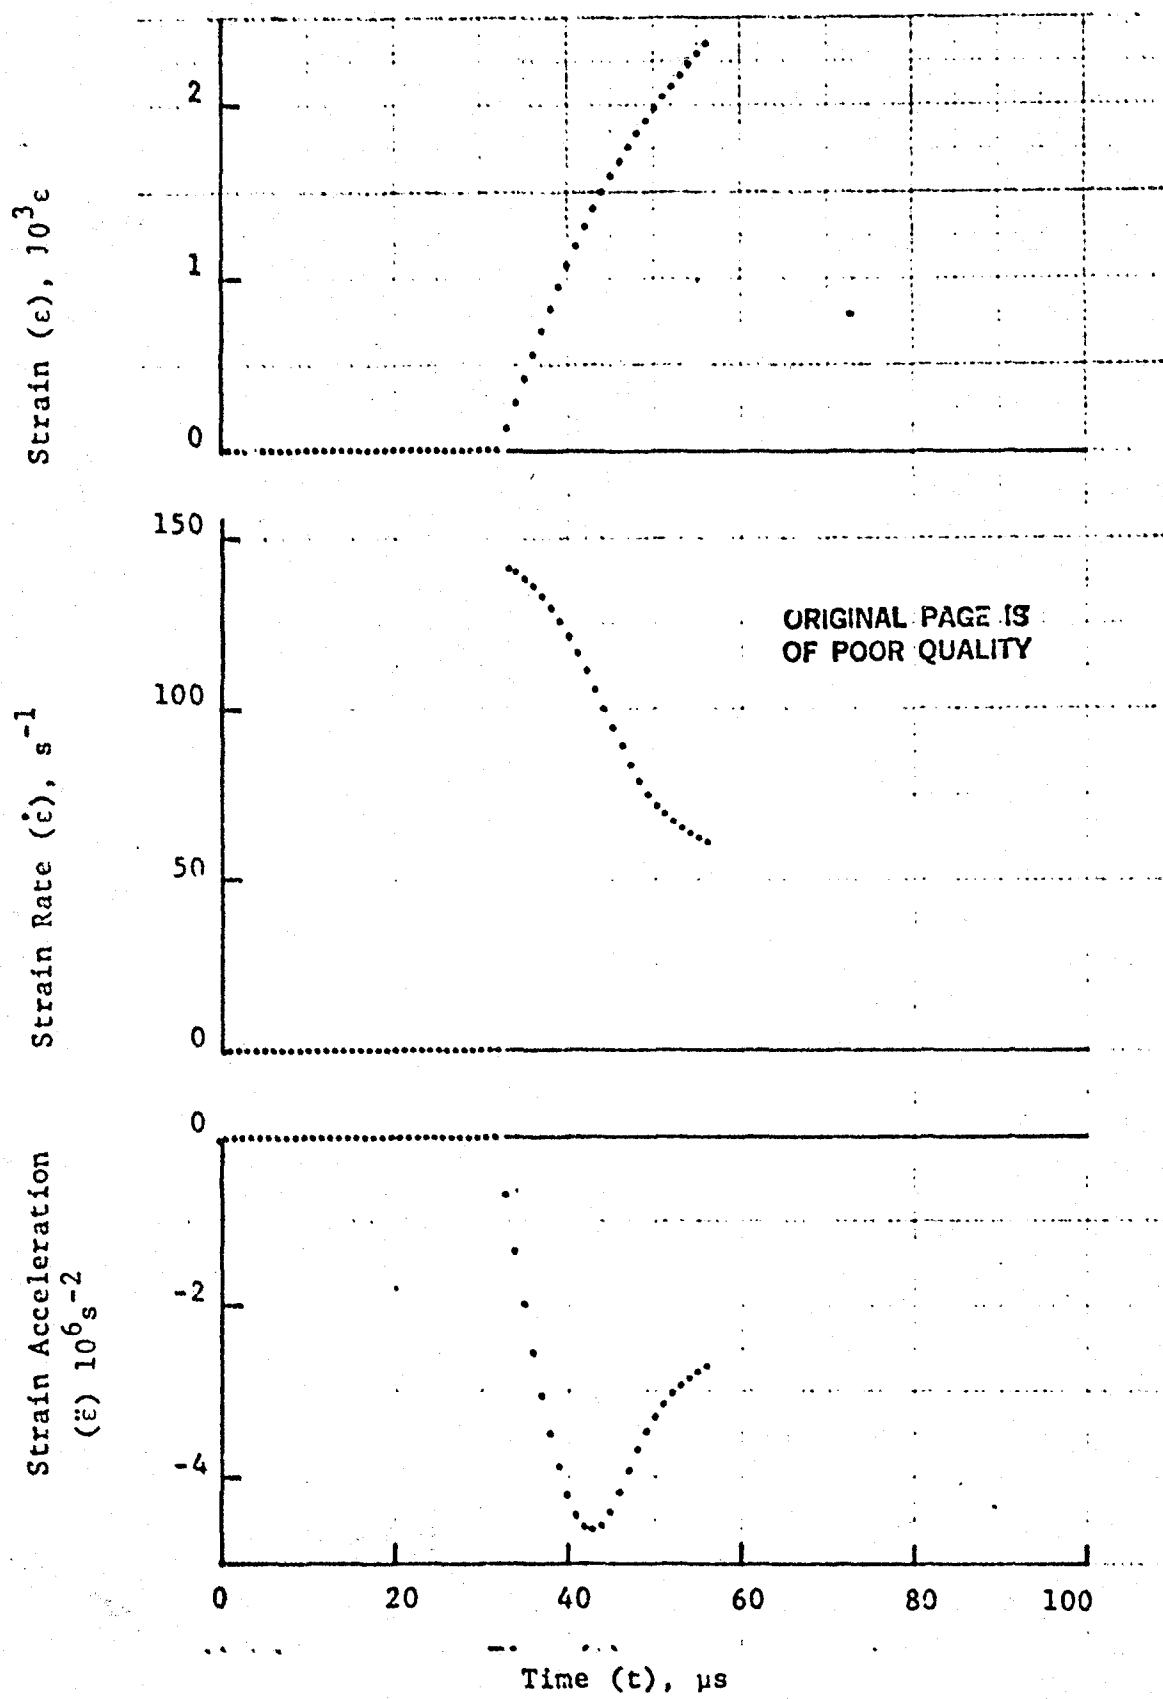 Strain (ε), 10³ε
2
1
0
Strain Rate (ε̇), s⁻¹
150
100
50
0
ORIGINAL PAGE IS
OF POOR QUALITY
Strain Acceleration
(ε̈) 10⁶s⁻²
0
-2
-4
0 20 40 60 80 100
Time (t), μs